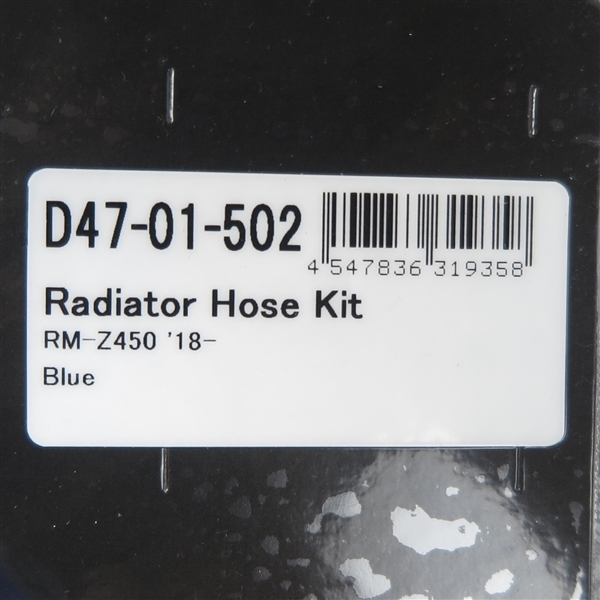 D47-01-502
4 547836 319358
Radiator Hose Kit
RM-Z450 '18-
Blue